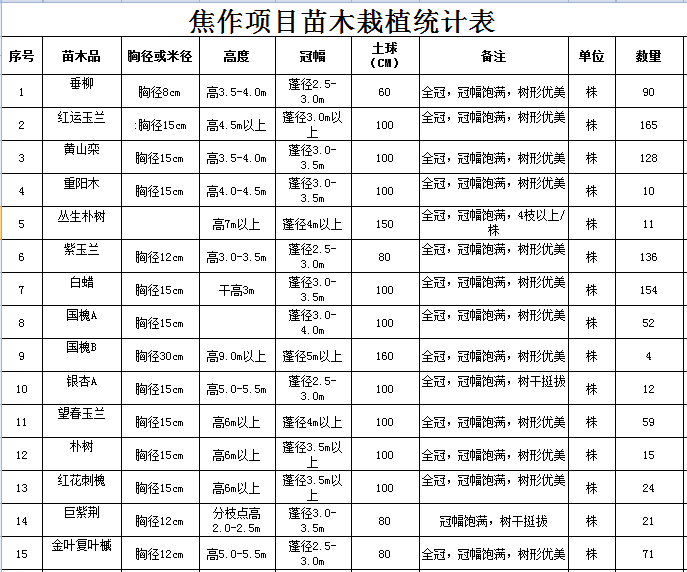 焦作项目苗木栽植统计表
序号 苗木品 胸径或米径 高度 冠幅 土球(CM) 备注 单位 数量
1 垂柳 胸径8cm 高3.5-4.0m 蓬径2.5-3.0m 60 全冠，冠幅饱满，树形优美 株 90
2 红运玉兰 :胸径15cm 高4.5m以上 蓬径3.0m以上 100 全冠，冠幅饱满，树形优美 株 165
3 黄山栾 胸径15cm 高3.5-4.0m 蓬径3.0-3.5m 100 全冠，冠幅饱满，树形优美 株 128
4 重阳木 胸径15cm 高4.0-4.5m 蓬径3.0-3.5m 100 全冠，冠幅饱满，树形优美 株 10
5 丛生朴树 高7m以上 蓬径4m以上 150 全冠，冠幅饱满，4枝以上/株 株 11
6 紫玉兰 胸径12cm 高3.0-3.5m 蓬径2.5-3.0m 80 全冠，冠幅饱满，树形优美 株 136
7 白蜡 胸径15cm 干高3m 蓬径3.0-3.5m 100 全冠，冠幅饱满，树形优美 株 154
8 国槐A 胸径15cm 蓬径3.0-4.0m 100 全冠，冠幅饱满，树形优美 株 52
9 国槐B 胸径30cm 高9.0m以上 蓬径5m以上 160 全冠，冠幅饱满，树形优美 株 4
10 银杏A 胸径15cm 高5.0-5.5m 蓬径2.5-3.0m 100 全冠，冠幅饱满，树干挺拔 株 12
11 望春玉兰 胸径15cm 高6m以上 蓬径4m以上 100 全冠，冠幅饱满，树形优美 株 59
12 朴树 胸径15cm 高6m以上 蓬径3.5m以上 100 全冠，冠幅饱满，树形优美 株 15
13 红花刺槐 胸径15cm 高6m以上 蓬径3.5m以上 100 全冠，冠幅饱满，树形优美 株 24
14 巨紫荆 胸径12cm 分枝点高2.0-2.5m 蓬径3.0-3.5m 80 冠幅饱满，树干挺拔 株 21
15 金叶复叶槭 胸径12cm 高5.0-5.5m 蓬径2.5-3.0m 80 全冠，冠幅饱满，树形优美 株 71